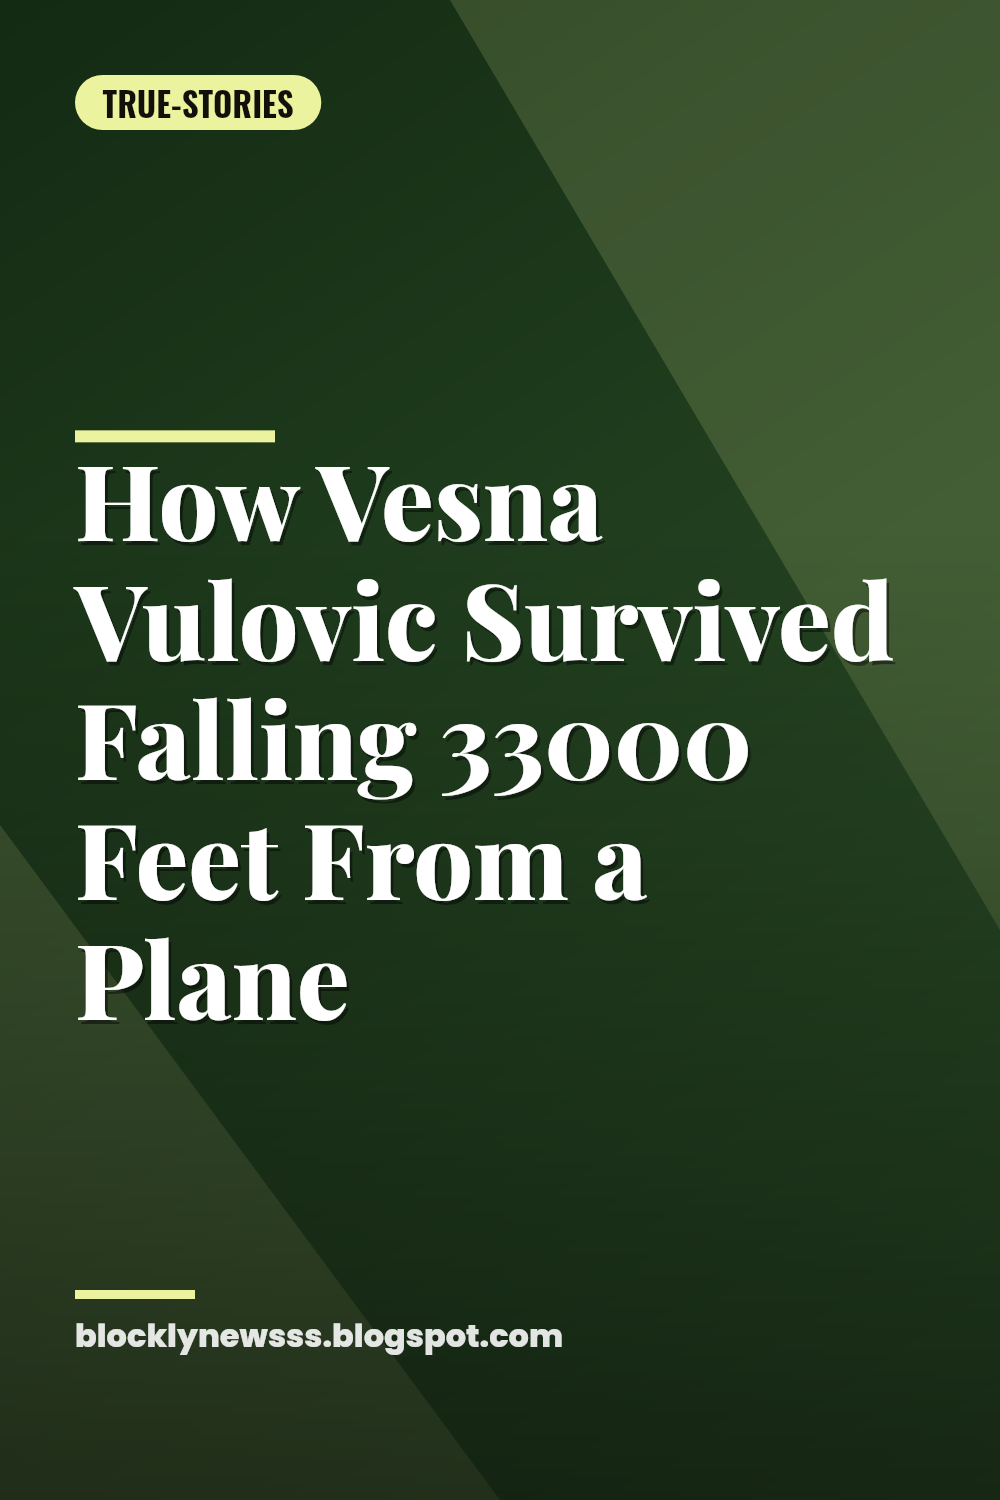 TRUE-STORIES
How Vesna
Vulovic Survived
Falling 33000
Feet From a
Plane
blocklynewsss.blogspot.com